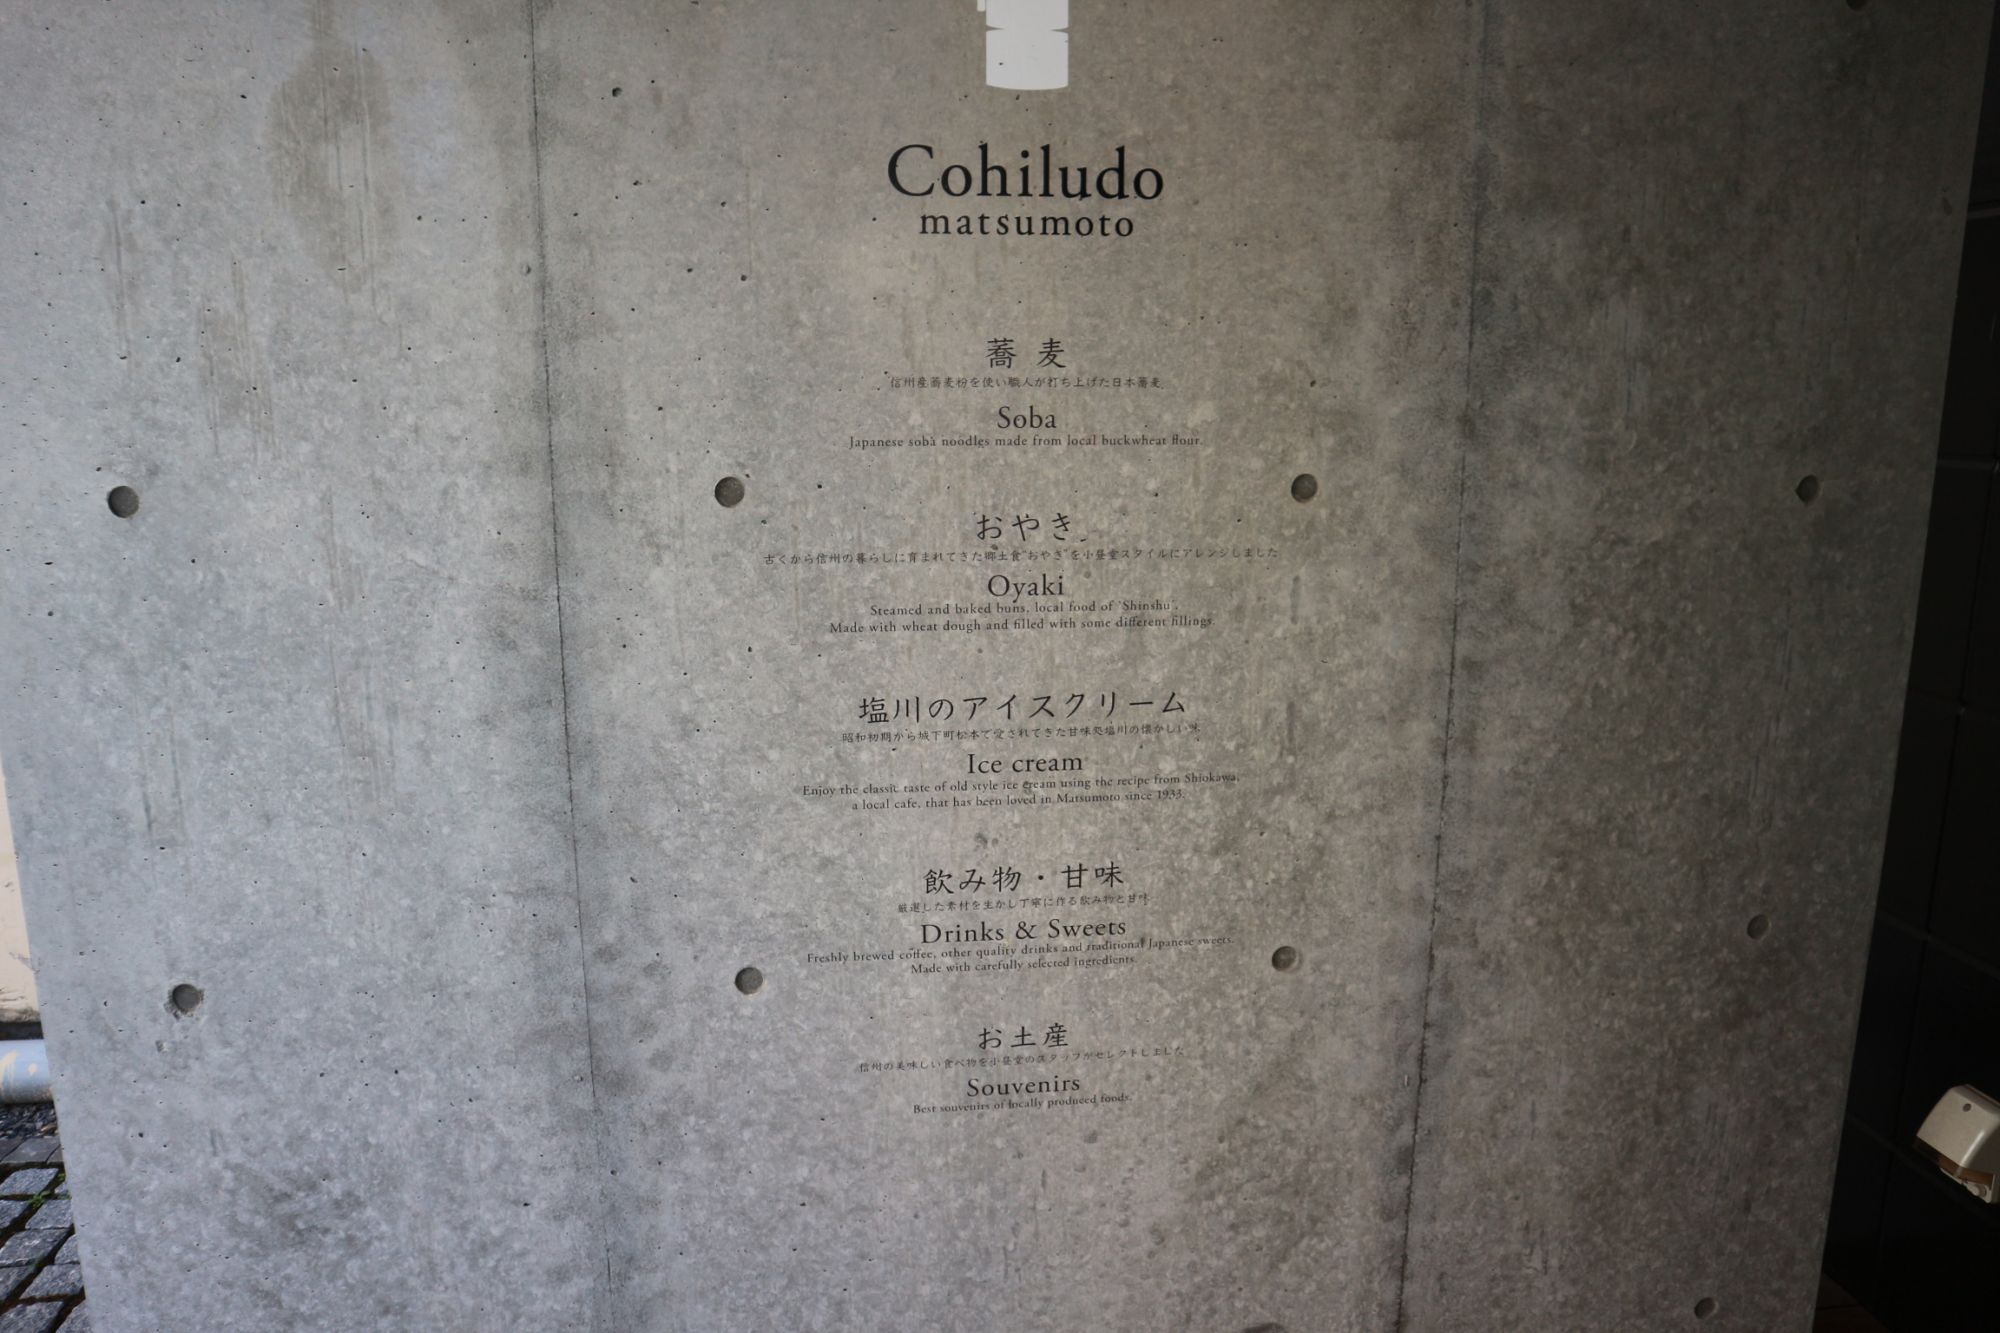 Cohiludo
matsumoto
蕎麦
信州産蕎麦粉を使い職人が打ち上げた日本蕎麦
Soba
Japanese soba noodles made from local buckwheat flour.
おやき
古くから信州の暮らしに育まれてきた郷土食"おやき"を小昼堂スタイルにアレンジしました
Oyaki
Steamed and baked buns, local food of 'Shinshu'.
Made with wheat dough and filled with some different fillings.
塩川のアイスクリーム
昭和初期から城下町松本で愛されてきた甘味処塩川の懐かしい味
Ice cream
Enjoy the classic taste of old style ice cream using the recipe from Shiokawa,
a local cafe, that has been loved in Matsumoto since 1933.
飲み物・甘味
厳選した素材を生かし丁寧に作る飲み物と甘味
Drinks & Sweets
Freshly brewed coffee, other quality drinks and traditional Japanese sweets.
Made with carefully selected ingredients.
お土産
信州の美味しい食べ物を小昼堂のスタッフがセレクトしました
Souvenirs
Best souvenirs of locally produced foods.